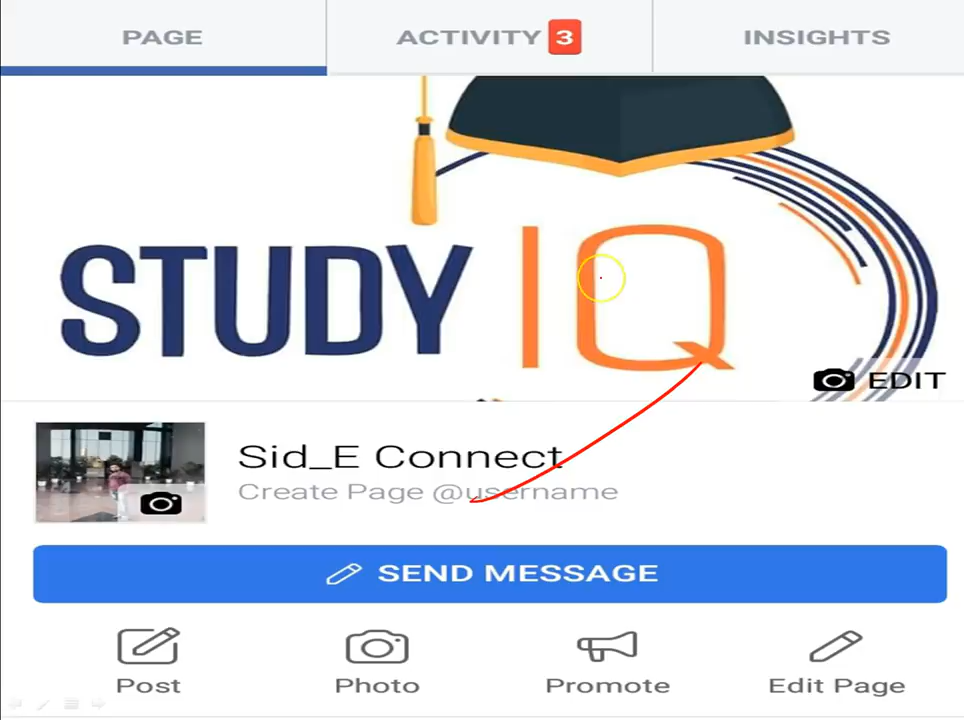 PAGE
ACTIVITY 3
INSIGHTS
STUDY IQ
EDIT
Sid_E Connect
Create Page @username
SEND MESSAGE
Post
Photo
Promote
Edit Page